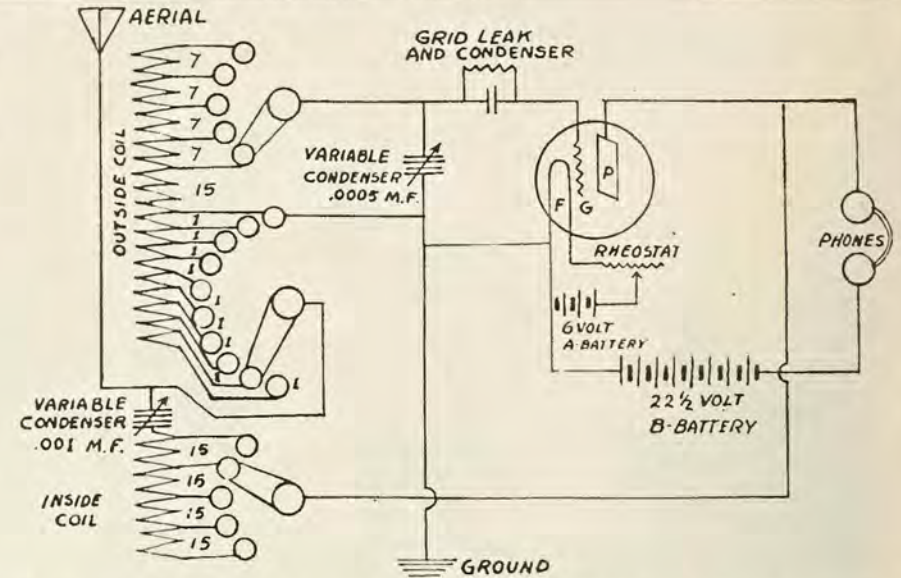 AERIAL
7
7
7
7
15
1
1
1
1
1
1
1
1
OUTSIDE COIL
GRID LEAK
AND CONDENSER
VARIABLE
CONDENSER
.0005 M.F.
F
G
P
RHEOSTAT
6 VOLT
A-BATTERY
PHONES
22 ½ VOLT
B-BATTERY
VARIABLE
CONDENSER
.001 M.F.
INSIDE
COIL
15
15
15
15
GROUND